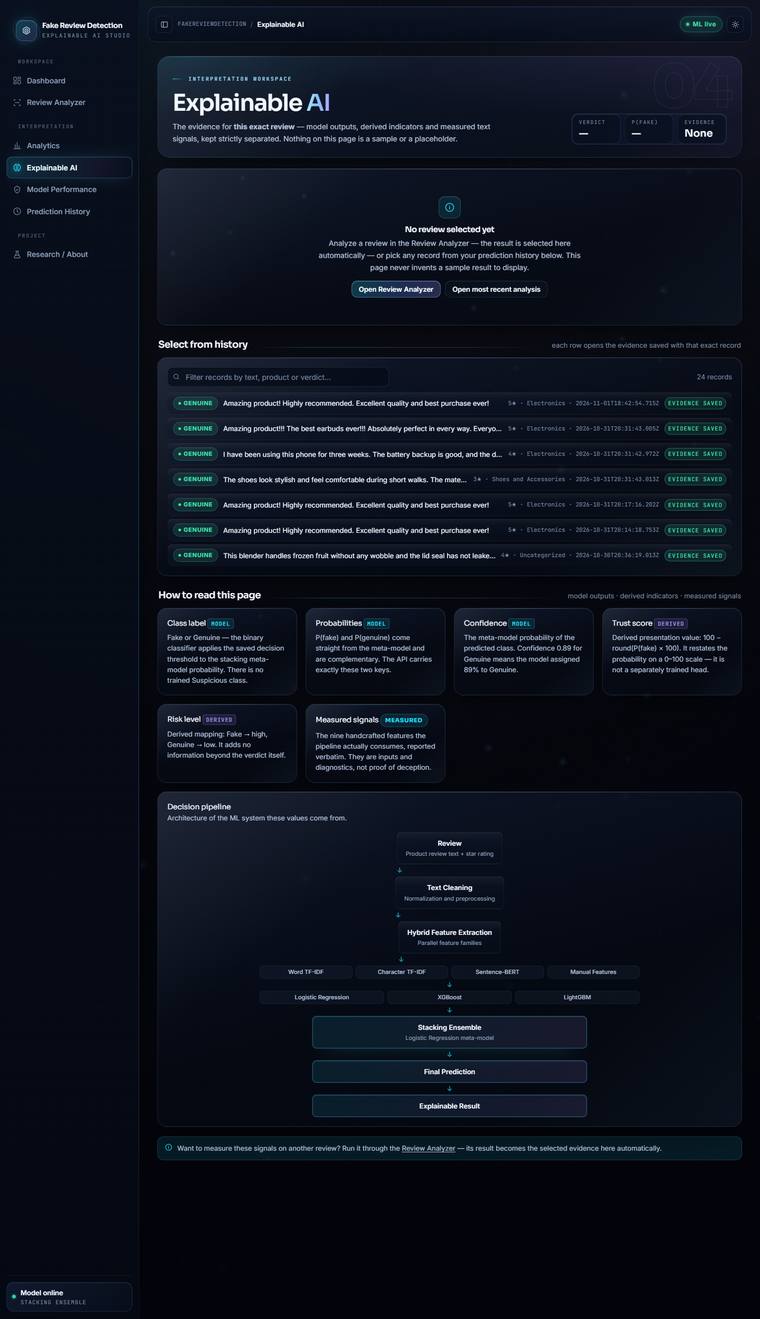 Fake Review Detection
EXPLAINABLE AI STUDIO
WORKSPACE
Dashboard
Review Analyzer
INTERPRETATION
Analytics
Explainable AI
Model Performance
Prediction History
PROJECT
Research / About
Model online
STACKING ENSEMBLE
FAKEREVIEWDETECTION / Explainable AI
ML live
INTERPRETATION WORKSPACE
Explainable AI
The evidence for this exact review — model outputs, derived indicators and measured text
signals, kept strictly separated. Nothing on this page is a sample or a placeholder.
04
VERDICT
—
P(FAKE)
—
EVIDENCE
None
No review selected yet
Analyze a review in the Review Analyzer — the result is selected here
automatically — or pick any record from your prediction history below. This
page never invents a sample result to display.
Open Review Analyzer
Open most recent analysis
Select from history
each row opens the evidence saved with that exact record
Filter records by text, product or verdict...
24 records
GENUINE Amazing product! Highly recommended. Excellent quality and best purchase ever! 5★ · Electronics · 2026-11-01T18:42:54.715Z EVIDENCE SAVED
GENUINE Amazing product!!! The best earbuds ever!!! Absolutely perfect in every way. Everyo... 5★ · Electronics · 2026-10-31T20:31:43.005Z EVIDENCE SAVED
GENUINE I have been using this phone for three weeks. The battery backup is good, and the d... 4★ · Electronics · 2026-10-31T20:31:42.972Z EVIDENCE SAVED
GENUINE The shoes look stylish and feel comfortable during short walks. The mate... 3★ · Shoes and Accessories · 2026-10-31T20:31:43.013Z EVIDENCE SAVED
GENUINE Amazing product! Highly recommended. Excellent quality and best purchase ever! 5★ · Electronics · 2026-10-31T20:17:16.202Z EVIDENCE SAVED
GENUINE Amazing product! Highly recommended. Excellent quality and best purchase ever! 5★ · Electronics · 2026-10-31T20:14:18.753Z EVIDENCE SAVED
GENUINE This blender handles frozen fruit without any wobble and the lid seal has not leake... 4★ · Uncategorized · 2026-10-30T20:36:19.013Z EVIDENCE SAVED
How to read this page
model outputs · derived indicators · measured signals
Class label MODEL
Fake or Genuine — the binary
classifier applies the saved decision
threshold to the stacking meta-
model probability. There is no
trained Suspicious class.
Probabilities MODEL
P(fake) and P(genuine) come
straight from the meta-model and
are complementary. The API carries
exactly these two keys.
Confidence MODEL
The meta-model probability of the
predicted class. Confidence 0.89 for
Genuine means the model assigned
89% to Genuine.
Trust score DERIVED
Derived presentation value: 100 −
round(P(fake) × 100). It restates the
probability on a 0–100 scale — it is
not a separately trained head.
Risk level DERIVED
Derived mapping: Fake → high,
Genuine → low. It adds no
information beyond the verdict itself.
Measured signals MEASURED
The nine handcrafted features the
pipeline actually consumes, reported
verbatim. They are inputs and
diagnostics, not proof of deception.
Decision pipeline
Architecture of the ML system these values come from.
Review
Product review text + star rating
↓
Text Cleaning
Normalization and preprocessing
↓
Hybrid Feature Extraction
Parallel feature families
↓
Word TF-IDF
Character TF-IDF
Sentence-BERT
Manual Features
↓
Logistic Regression
XGBoost
LightGBM
↓
Stacking Ensemble
Logistic Regression meta-model
↓
Final Prediction
↓
Explainable Result
Want to measure these signals on another review? Run it through the Review Analyzer — its result becomes the selected evidence here automatically.